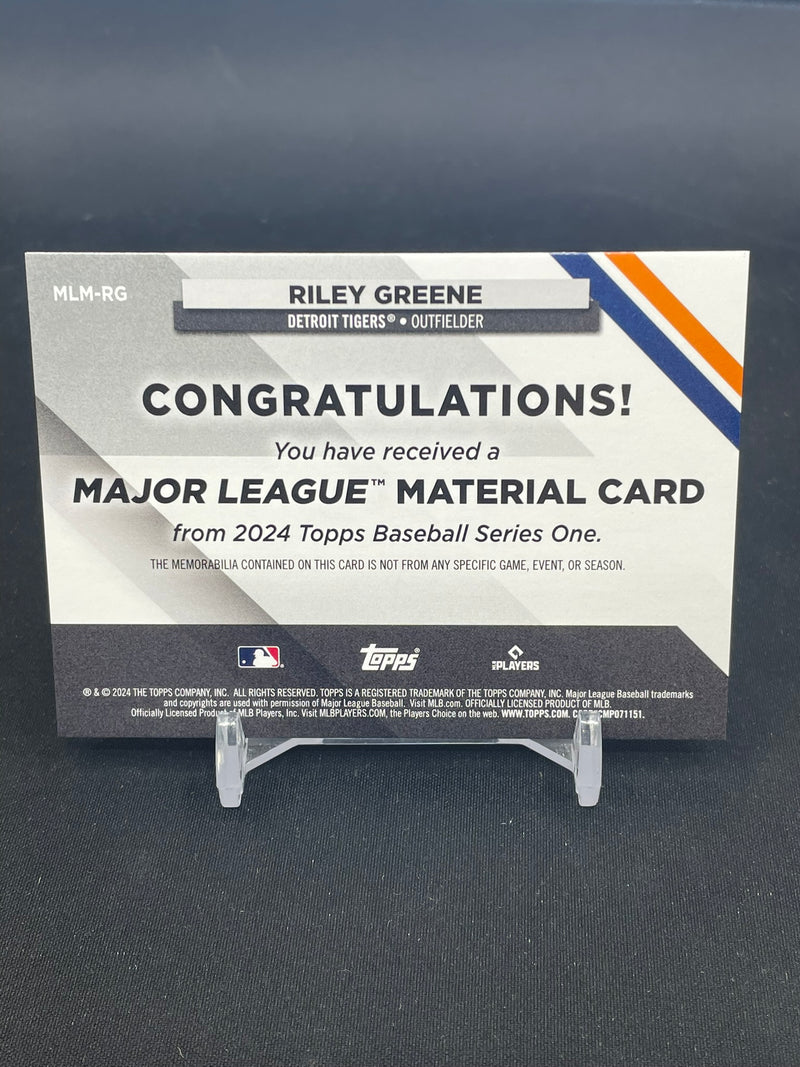 MLM-RG
RILEY GREENE
DETROIT TIGERS® • OUTFIELDER
CONGRATULATIONS!
You have received a
MAJOR LEAGUE™ MATERIAL CARD
from 2024 Topps Baseball Series One.
THE MEMORABILIA CONTAINED ON THIS CARD IS NOT FROM ANY SPECIFIC GAME, EVENT, OR SEASON.
topps® PLAYERS
® & © 2024 THE TOPPS COMPANY, INC. ALL RIGHTS RESERVED. TOPPS IS A REGISTERED TRADEMARK OF THE TOPPS COMPANY, INC. Major League Baseball trademarks
and copyrights are used with permission of Major League Baseball. Visit MLB.com. OFFICIALLY LICENSED PRODUCT OF MLB.
Officially Licensed Product of MLB Players, Inc. Visit MLBPLAYERS.COM, the Players Choice on the web. WWW.TOPPS.COM. CMP071151.